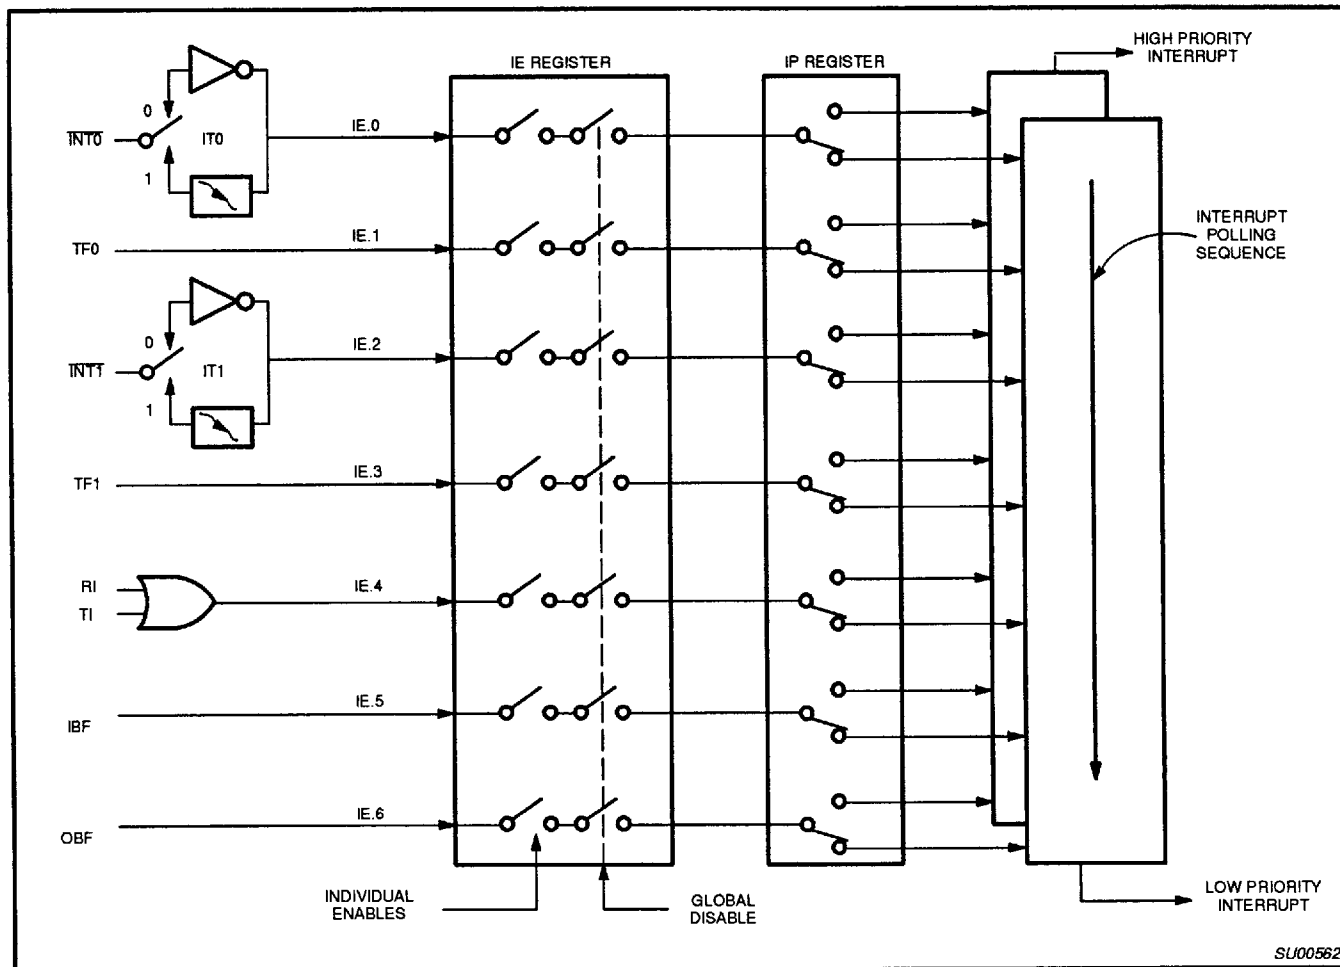 HIGH PRIORITY
INTERRUPT
IE REGISTER
IP REGISTER
0
INT0
IT0
IE.0
1
INTERRUPT
POLLING
SEQUENCE
TF0
IE.1
0
INT1
IT1
IE.2
1
TF1
IE.3
RI
TI
IE.4
IBF
IE.5
OBF
IE.6
INDIVIDUAL
ENABLES
GLOBAL
DISABLE
LOW PRIORITY
INTERRUPT
SU00562